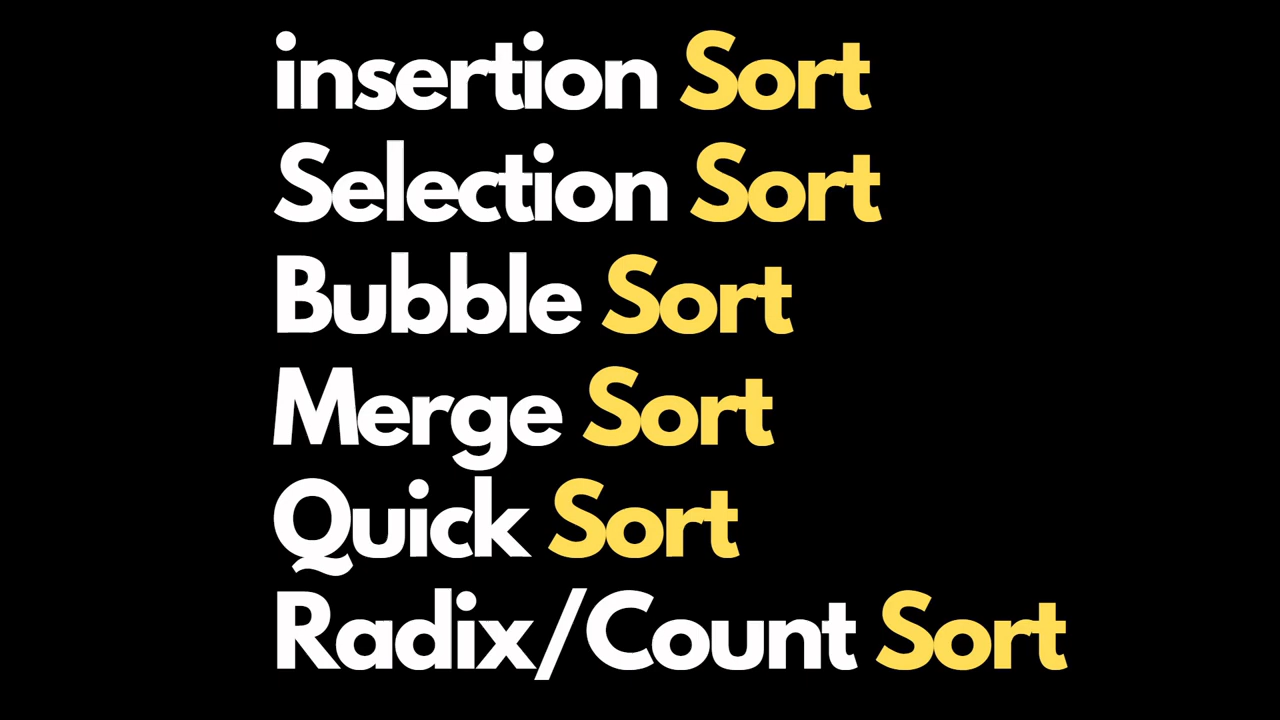 insertion Sort
Selection Sort
Bubble Sort
Merge Sort
Quick Sort
Radix/Count Sort